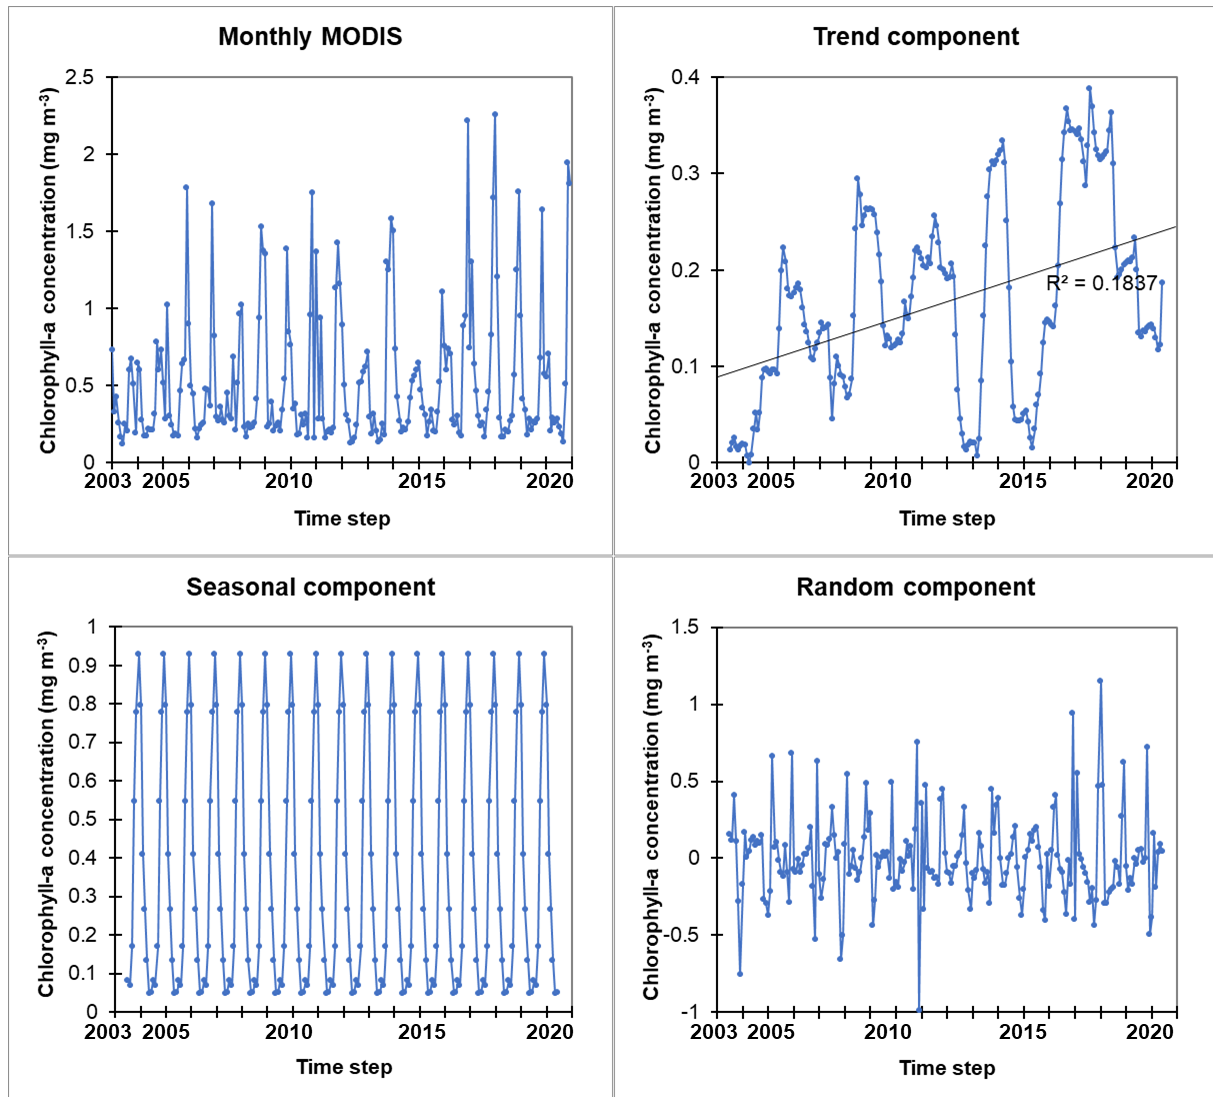 Monthly MODIS
Chlorophyll-a concentration (mg m-3)
2.5
2
1.5
1
0.5
0
2003 2005 2010 2015 2020
Time step
Trend component
Chlorophyll-a concentration (mg m-3)
0.4
0.3
0.2
0.1
0
R² = 0.1837
2003 2005 2010 2015 2020
Time step
Seasonal component
Chlorophyll-a concentration (mg m-3)
1
0.9
0.8
0.7
0.6
0.5
0.4
0.3
0.2
0.1
0
2003 2005 2010 2015 2020
Time step
Random component
Chlorophyll-a concentration (mg m-3)
1.5
1
0.5
0
-0.5
-1
2003 2005 2010 2015 2020
Time step